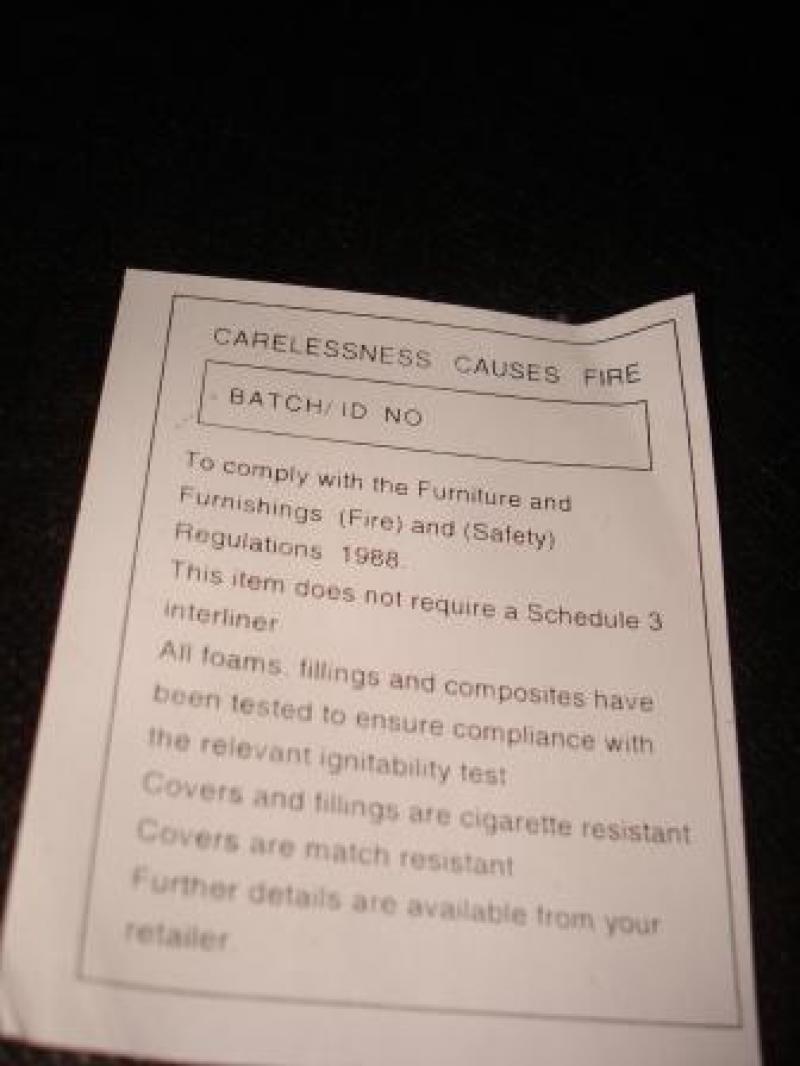 CARELESSNESS CAUSES FIRE
BATCH/ ID NO
To comply with the Furniture and
Furnishings (Fire) and (Safety)
Regulations 1988.
This item does not require a Schedule 3
interliner
All foams, fillings and composites have
been tested to ensure compliance with
the relevant ignitability test
Covers and fillings are cigarette resistant
Covers are match resistant
Further details are available from your
retailer